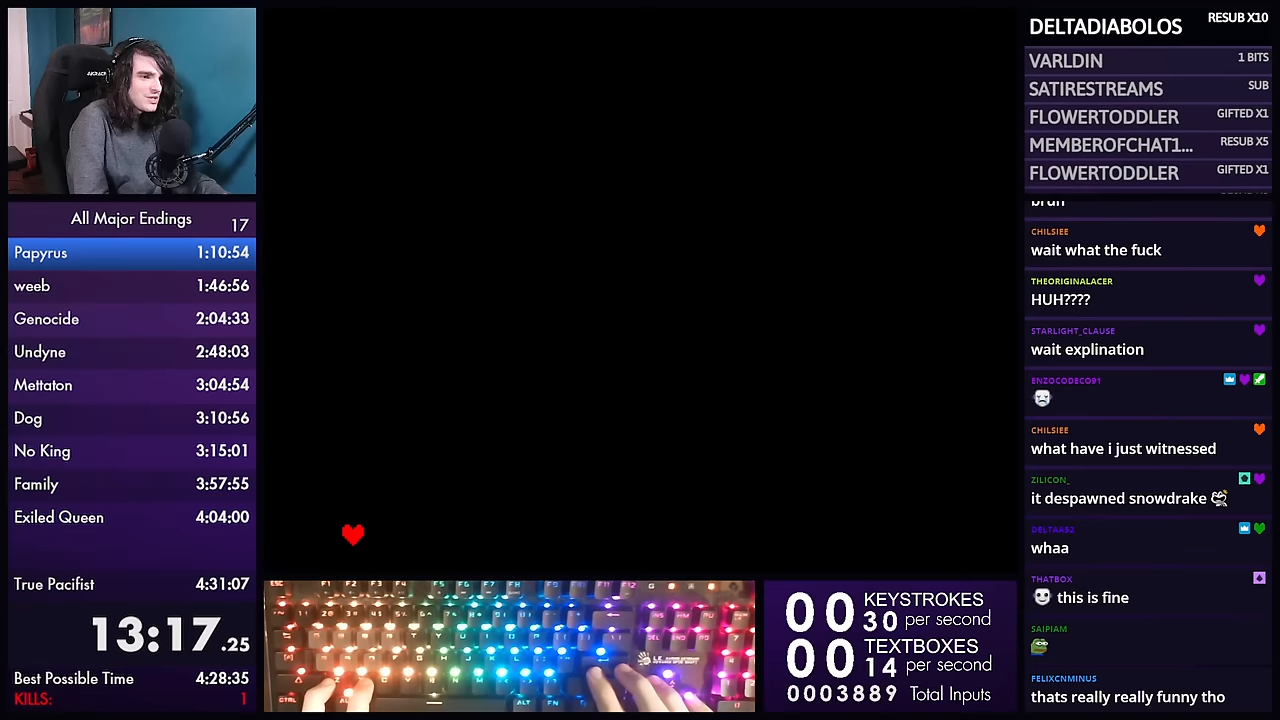 All Major Endings 17
Papyrus 1:10:54
weeb 1:46:56
Genocide 2:04:33
Undyne 2:48:03
Mettaton 3:04:54
Dog 3:10:56
No King 3:15:01
Family 3:57:55
Exiled Queen 4:04:00
True Pacifist 4:31:07
13:17.25
Best Possible Time 4:28:35
KILLS: 1
00 30 KEYSTROKES per second
00 14 TEXTBOXES per second
0003889 Total Inputs
DELTADIABOLOS RESUB X10
VARLDIN 1 BITS
SATIRESTREAMS SUB
FLOWERTODDLER GIFTED X1
MEMBEROFCHAT1... RESUB X5
FLOWERTODDLER GIFTED X1
bruh
CHILSIEE
wait what the fuck
THEORIGINALACER
HUH????
STARLIGHT_CLAUSE
wait explination
ENZOCODECO91
CHILSIEE
what have i just witnessed
ZILICON_
it despawned snowdrake
DELTAAB2
whaa
THATBOX
this is fine
SAIPIAM
FELIXCNMINUS
thats really really funny tho